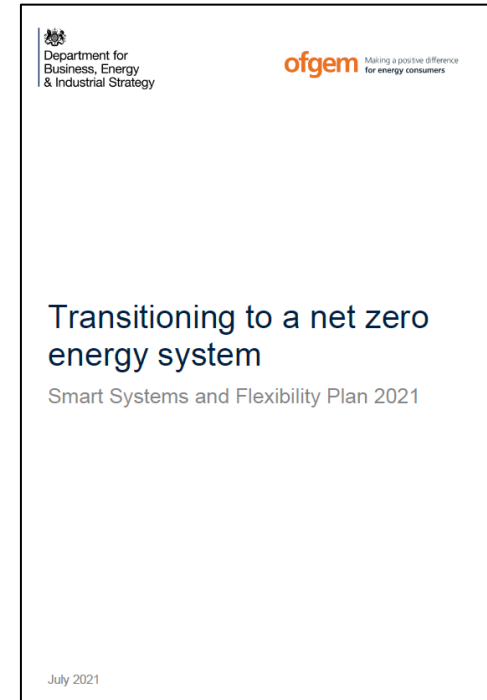 Department for
Business, Energy
& Industrial Strategy
ofgem
Making a positive difference
for energy consumers
Transitioning to a net zero
energy system
Smart Systems and Flexibility Plan 2021
July 2021